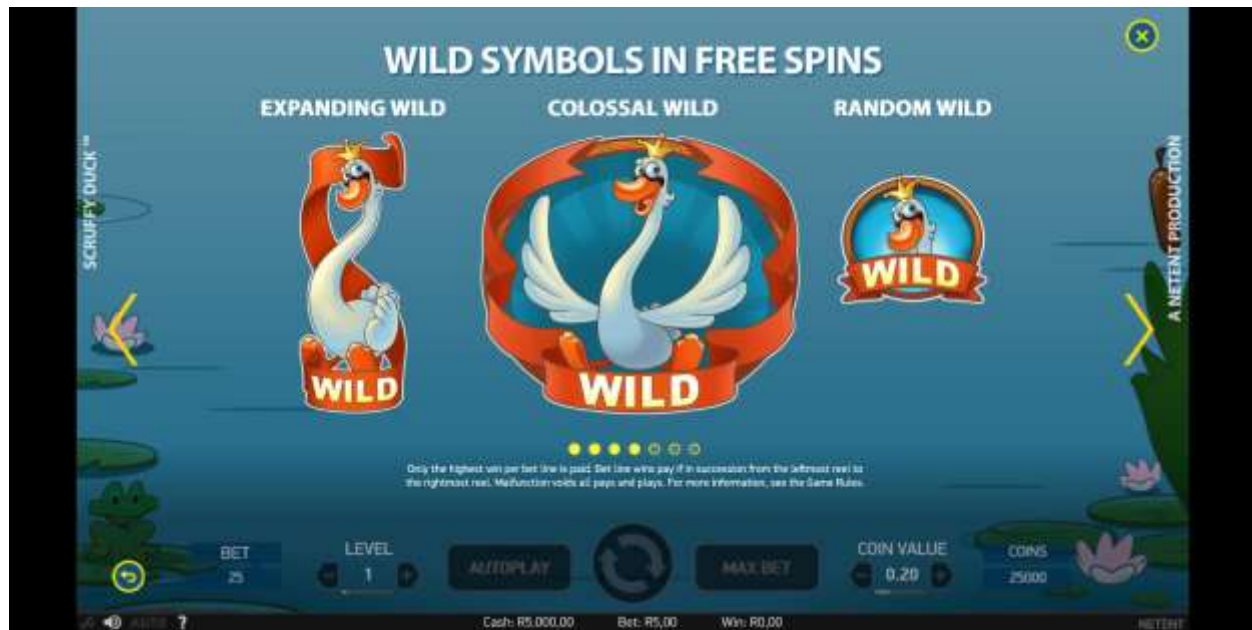 WILD SYMBOLS IN FREE SPINS
EXPANDING WILD
COLOSSAL WILD
RANDOM WILD
SCRUFFY DUCK™
A NETENT PRODUCTION
WILD
WILD
WILD
Only the highest win per bet line is paid. Bet line wins pay if in succession from the leftmost reel to
the rightmost reel. Malfunction voids all pays and plays. For more information, see the Game Rules.
BET
25
LEVEL
1
AUTOPLAY
MAX BET
COIN VALUE
0.20
COINS
25000
AUTO ?
Cash: R5.000,00
Bet: R5,00
Win: R0,00
NETENT